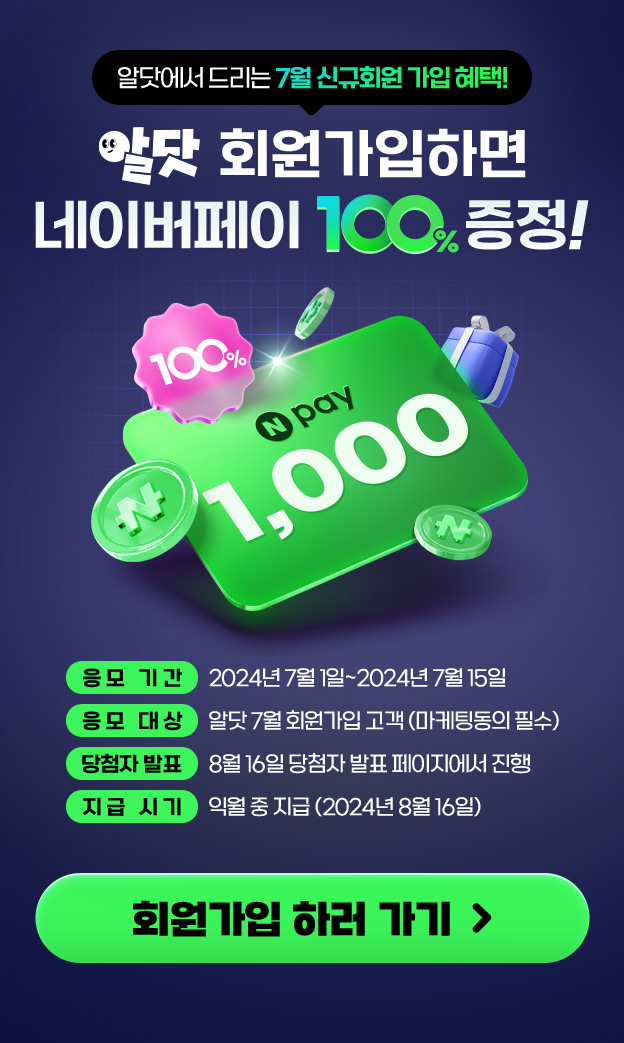 알닷에서 드리는 7월 신규회원 가입 혜택!
알닷 회원가입하면
네이버페이 100% 증정!
100%
N pay
1,000
N
N
응모 기간 2024년 7월 1일~2024년 7월 15일
응모 대상 알닷 7월 회원가입 고객 (마케팅동의 필수)
당첨자 발표 8월 16일 당첨자 발표 페이지에서 진행
지급 시기 익월 중 지급 (2024년 8월 16일)
회원가입 하러 가기 >